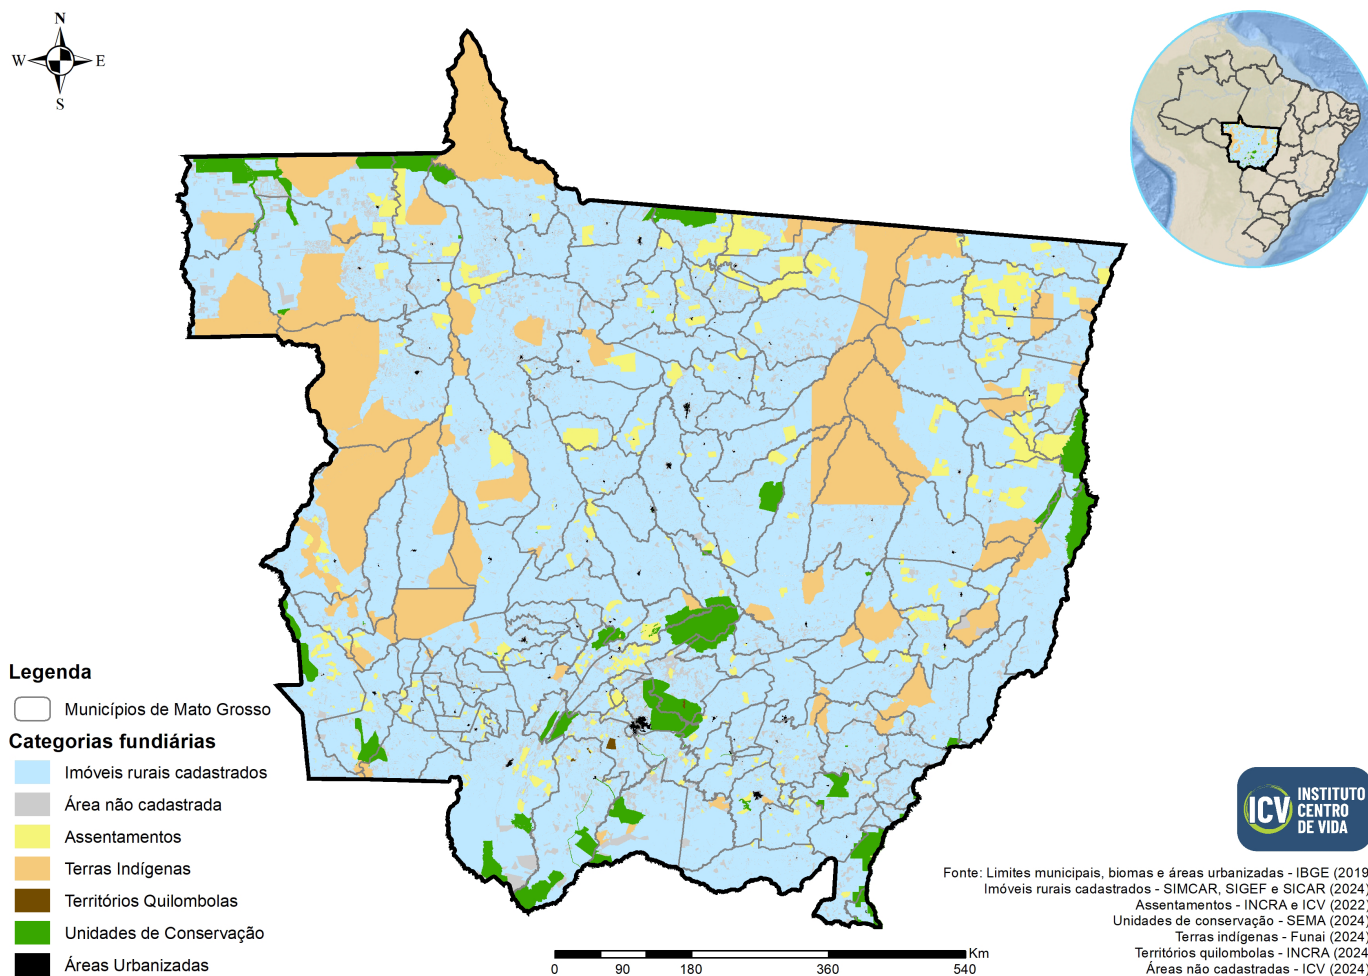 N
W E
S
Legenda
Municípios de Mato Grosso
Categorias fundiárias
Imóveis rurais cadastrados
Área não cadastrada
Assentamentos
Terras Indígenas
Territórios Quilombolas
Unidades de Conservação
Áreas Urbanizadas
ICV INSTITUTO
CENTRO
DE VIDA
Fonte: Limites municipais, biomas e áreas urbanizadas - IBGE (2019
Imóveis rurais cadastrados - SIMCAR, SIGEF e SICAR (2024)
Assentamentos - INCRA e ICV (2022)
Unidades de conservação - SEMA (2024)
Terras indígenas - Funai (2024)
Territórios quilombolas - INCRA (2024
Áreas não cadastradas - ICV (2024)
Km
0 90 180 360 540